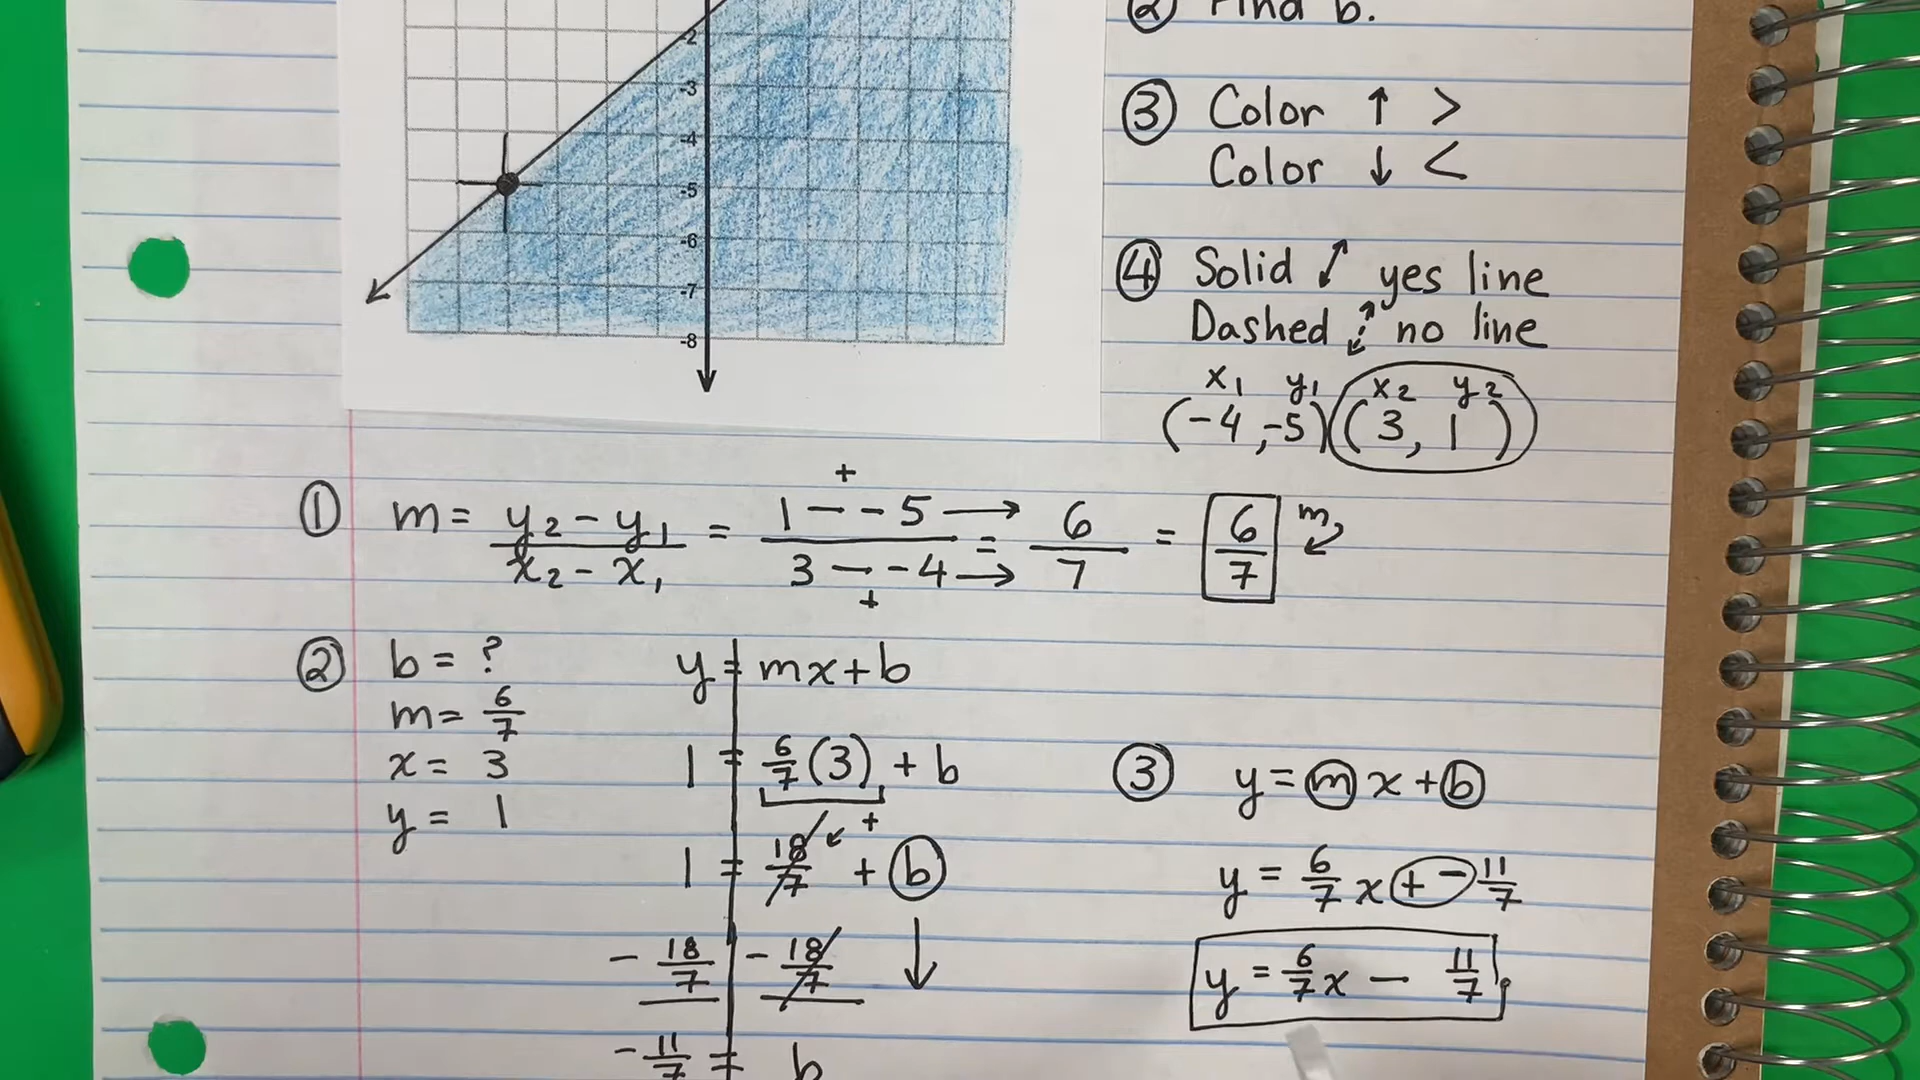 ② Find b.
-2
-3
-4
-5
-6
-7
-8
③ Color ↑ >
Color ↓ <
④ Solid ↗ yes line
Dashed ↗ no line
x₁ y₁ x₂ y₂
(-4,-5)(3, 1)
+
① m = (y₂ - y₁)/(x₂ - x₁) = (1 - -5)/(3 - -4) → = 6/7 = 6/7 m
+
② b = ?
m = 6/7
x = 3
y = 1
y = mx + b
1 = 6/7 (3) + b
+
1 = 18/7 + b
- 18/7 - 18/7 ↓
- 11/7 = b
③ y = m x + b
y = 6/7 x + - 11/7
y = 6/7 x - 11/7